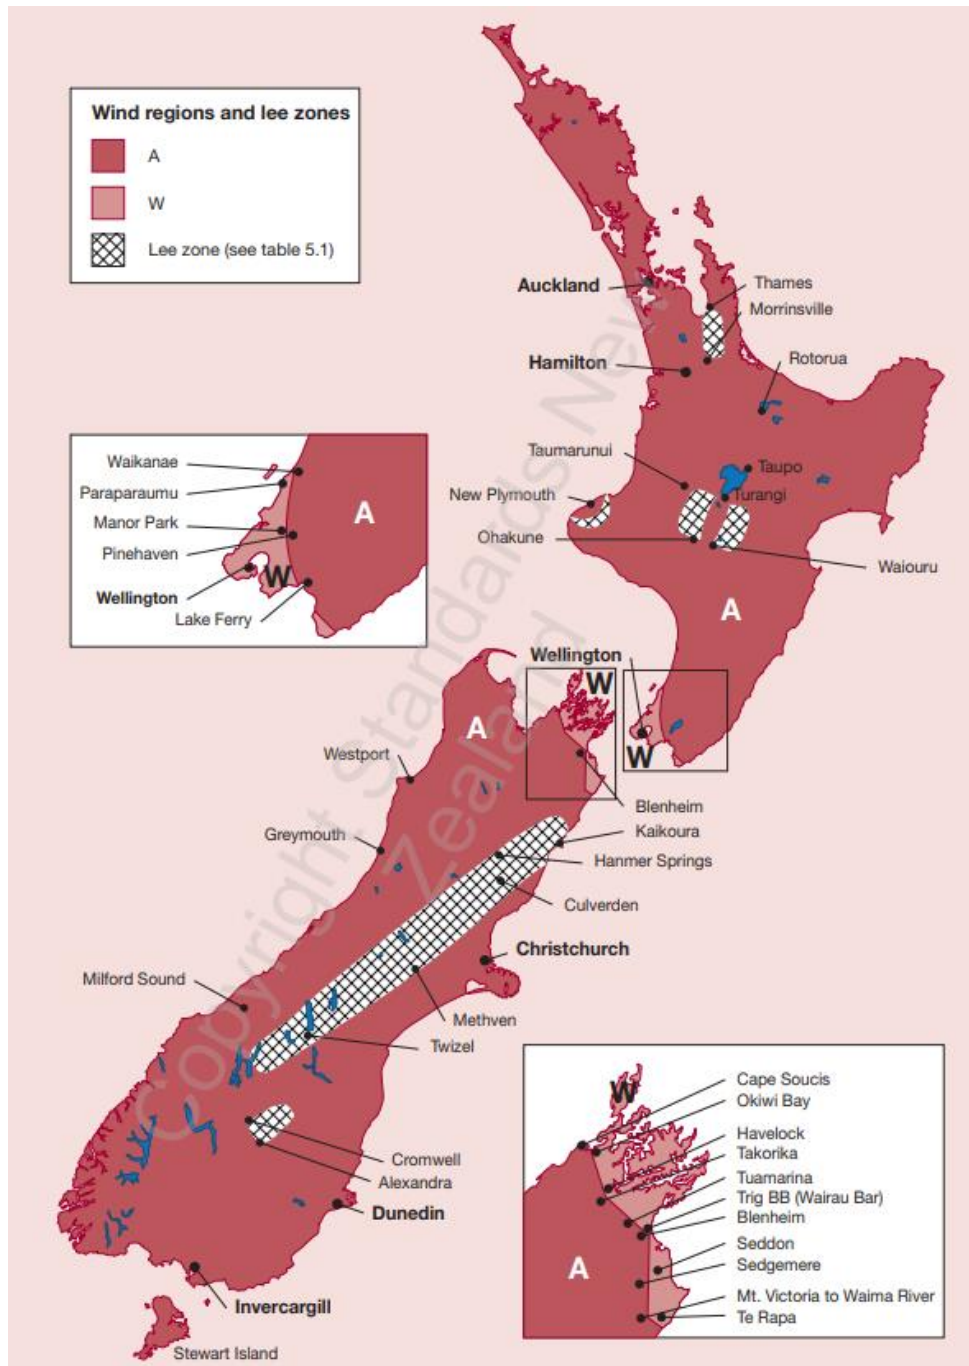 Wind regions and lee zones
A
W
Lee zone (see table 5.1)
Auckland
Thames
Morrinsville
Hamilton
Rotorua
Taumarunui
Taupo
New Plymouth
Turangi
Ohakune
Waiouru
A
Waikanae
Paraparaumu
Manor Park
Pinehaven
Wellington
Lake Ferry
A
W
Wellington
W
W
A
Westport
Blenheim
Greymouth
Kaikoura
Hanmer Springs
Culverden
Christchurch
Milford Sound
Methven
Twizel
Cromwell
Alexandra
Dunedin
Invercargill
Stewart Island
W
Cape Soucis
Okiwi Bay
Havelock
Takorika
Tuamarina
Trig BB (Wairau Bar)
Blenheim
Seddon
Sedgemere
Mt. Victoria to Waima River
Te Rapa
A
Copyright Standards New
Zealand